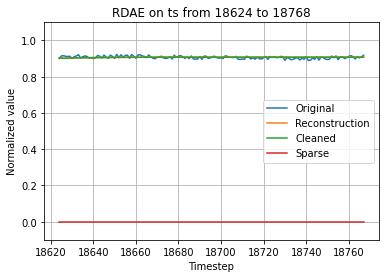 RDAE on ts from 18624 to 18768
Normalized value
1.0
0.8
0.6
0.4
0.2
0.0
Original
Reconstruction
Cleaned
Sparse
18620 18640 18660 18680 18700 18720 18740 18760
Timestep